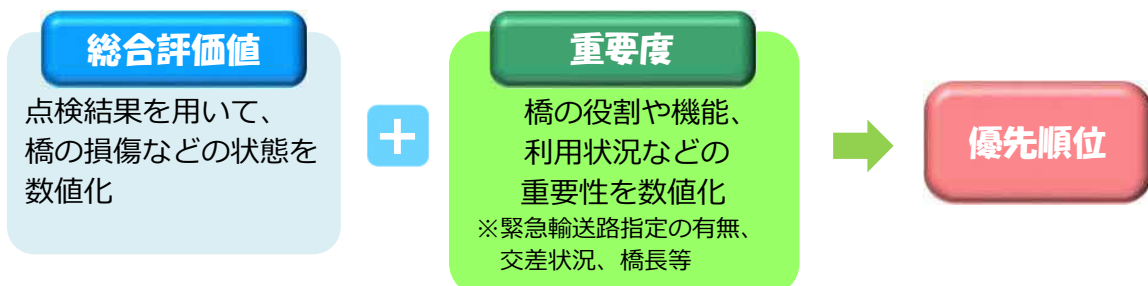 総合評価値
点検結果を用いて、
橋の損傷などの状態を
数値化
+
重要度
橋の役割や機能、
利用状況などの
重要性を数値化
※緊急輸送路指定の有無、
交差状況、橋長等
優先順位